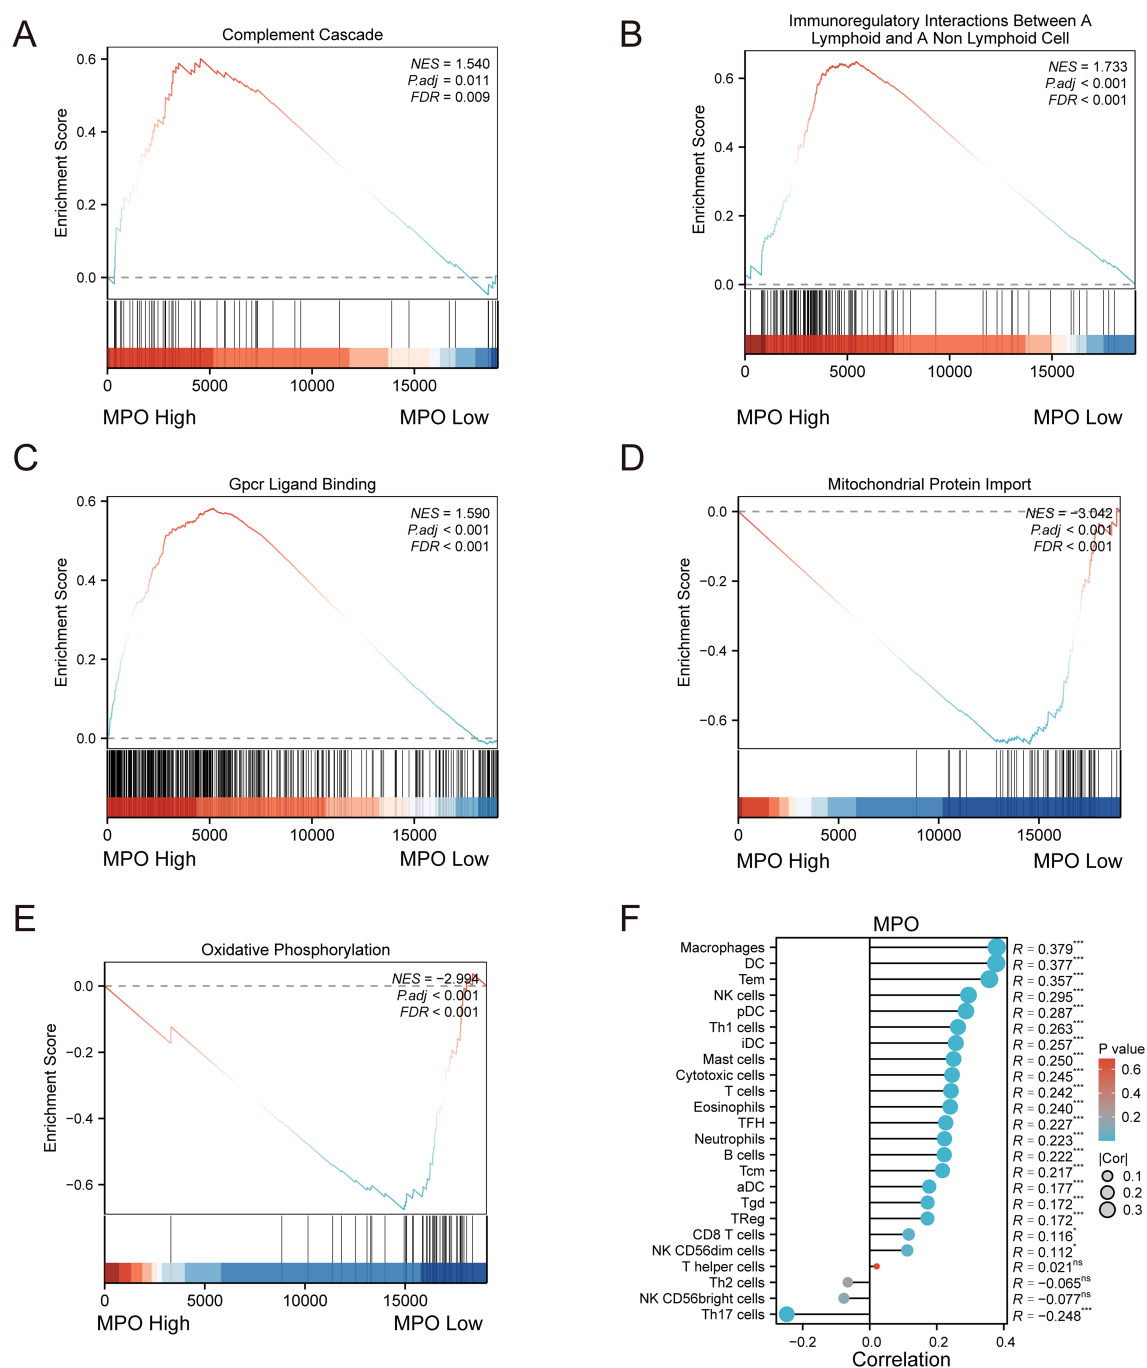 A
Complement Cascade
NES = 1.540
P.adj = 0.011
FDR = 0.009
Enrichment Score
0.6
0.4
0.2
0.0
0
5000
10000
15000
MPO High
MPO Low
B
Immunoregulatory Interactions Between A
Lymphoid and A Non Lymphoid Cell
NES = 1.733
P.adj < 0.001
FDR < 0.001
Enrichment Score
0.6
0.4
0.2
0.0
0
5000
10000
15000
MPO High
MPO Low
C
Gpcr Ligand Binding
NES = 1.590
P.adj < 0.001
FDR < 0.001
Enrichment Score
0.6
0.4
0.2
0.0
0
5000
10000
15000
MPO High
MPO Low
D
Mitochondrial Protein Import
NES = −3.042
P.adj < 0.001
FDR < 0.001
Enrichment Score
0.0
−0.2
−0.4
−0.6
0
5000
10000
15000
MPO High
MPO Low
E
Oxidative Phosphorylation
NES = −2.994
P.adj < 0.001
FDR < 0.001
Enrichment Score
0.0
−0.2
−0.4
−0.6
0
5000
10000
15000
MPO High
MPO Low
F
MPO
Macrophages R = 0.379***
DC R = 0.377***
Tem R = 0.357***
NK cells R = 0.295***
pDC R = 0.287***
Th1 cells R = 0.263***
iDC R = 0.257***
Mast cells R = 0.250***
Cytotoxic cells R = 0.245***
T cells R = 0.242***
Eosinophils R = 0.240***
TFH R = 0.227***
Neutrophils R = 0.223***
B cells R = 0.222***
Tcm R = 0.217***
aDC R = 0.177***
Tgd R = 0.172***
TReg R = 0.172***
CD8 T cells R = 0.116*
NK CD56dim cells R = 0.112*
T helper cells R = 0.021ns
Th2 cells R = −0.065ns
NK CD56bright cells R = −0.077ns
Th17 cells R = −0.248***
−0.2
0.0
0.2
0.4
Correlation
P value
0.6
0.4
0.2
|Cor|
0.1
0.2
0.3